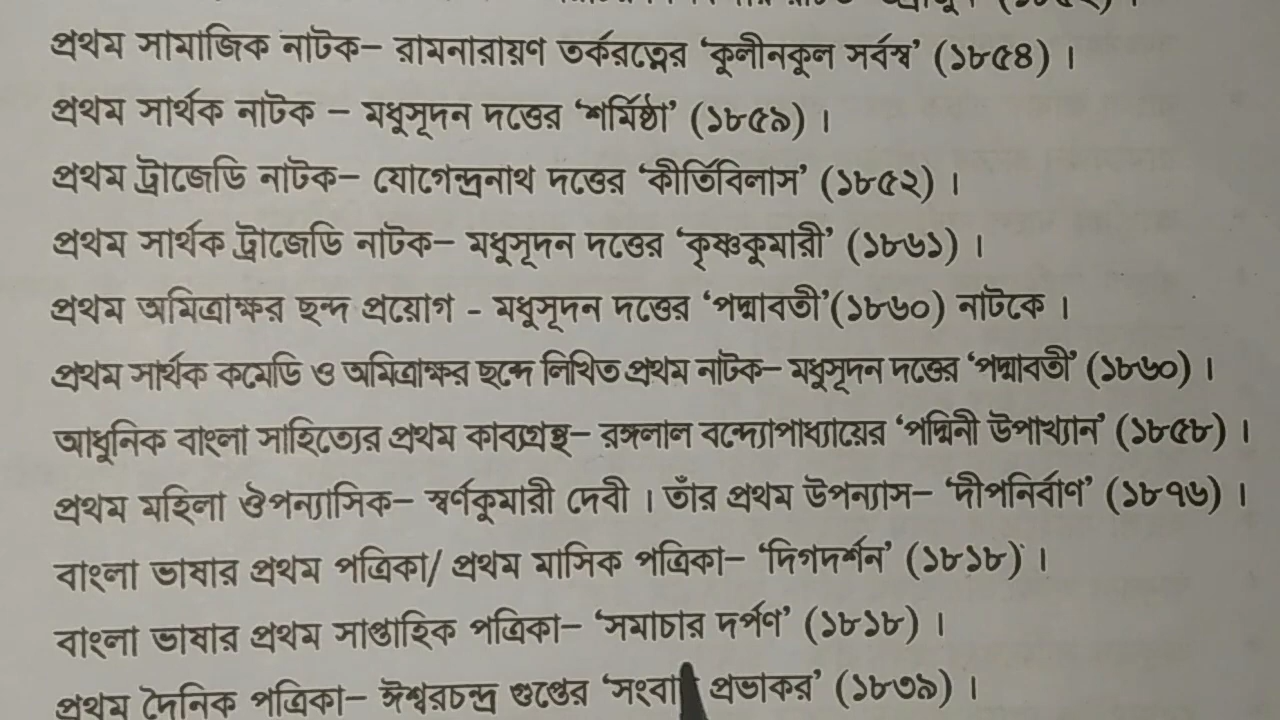 প্রথম সামাজিক নাটক– রামনারায়ণ তর্করত্নের ‘কুলীনকুল সর্বস্ব’ (১৮৫৪) ।
প্রথম সার্থক নাটক – মধুসূদন দত্তের ‘শর্মিষ্ঠা’ (১৮৫৯) ।
প্রথম ট্রাজেডি নাটক– যোগেন্দ্রনাথ দত্তের ‘কীর্তিবিলাস’ (১৮৫২) ।
প্রথম সার্থক ট্রাজেডি নাটক– মধুসূদন দত্তের ‘কৃষ্ণকুমারী’ (১৮৬১) ।
প্রথম অমিত্রাক্ষর ছন্দ প্রয়োগ - মধুসূদন দত্তের ‘পদ্মাবতী’(১৮৬০) নাটকে ।
প্রথম সার্থক কমেডি ও অমিত্রাক্ষর ছন্দে লিখিত প্রথম নাটক– মধুসূদন দত্তের ‘পদ্মাবতী’ (১৮৬০) ।
আধুনিক বাংলা সাহিত্যের প্রথম কাব্যগ্রন্থ– রঙ্গলাল বন্দ্যোপাধ্যায়ের ‘পদ্মিনী উপাখ্যান’ (১৮৫৮) ।
প্রথম মহিলা ঔপন্যাসিক– স্বর্ণকুমারী দেবী । তাঁর প্রথম উপন্যাস– ‘দীপনির্বাণ’ (১৮৭৬) ।
বাংলা ভাষার প্রথম পত্রিকা/ প্রথম মাসিক পত্রিকা– ‘দিগদর্শন’ (১৮১৮) ।
বাংলা ভাষার প্রথম সাপ্তাহিক পত্রিকা– ‘সমাচার দর্পণ’ (১৮১৮) ।
প্রথম দৈনিক পত্রিকা– ঈশ্বরচন্দ্র গুপ্তের প্রভাকর’ (১৮৩৯) ।